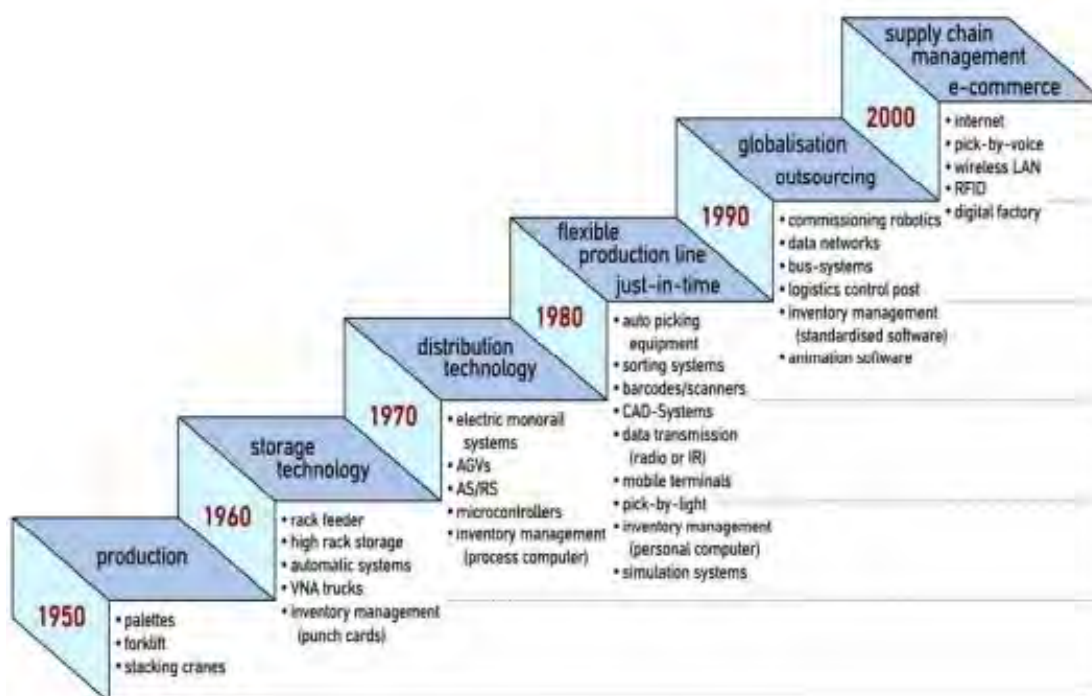 1950
production
• palettes
• forklift
• stacking cranes
1960
storage
technology
• rack feeder
• high rack storage
• automatic systems
• VNA trucks
• inventory management
(punch cards)
1970
distribution
technology
• electric monorail
systems
• AGVs
• AS/RS
• microcontrollers
• inventory management
(process computer)
1980
flexible
production line
just-in-time
• auto picking
equipment
• sorting systems
• barcodes/scanners
• CAD-Systems
• data transmission
(radio or IR)
• mobile terminals
• pick-by-light
• inventory management
(personal computer)
• simulation systems
1990
globalisation
outsourcing
• commissioning robotics
• data networks
• bus-systems
• logistics control post
• inventory management
(standardised software)
• animation software
2000
supply chain
management
e-commerce
• internet
• pick-by-voice
• wireless LAN
• RFID
• digital factory